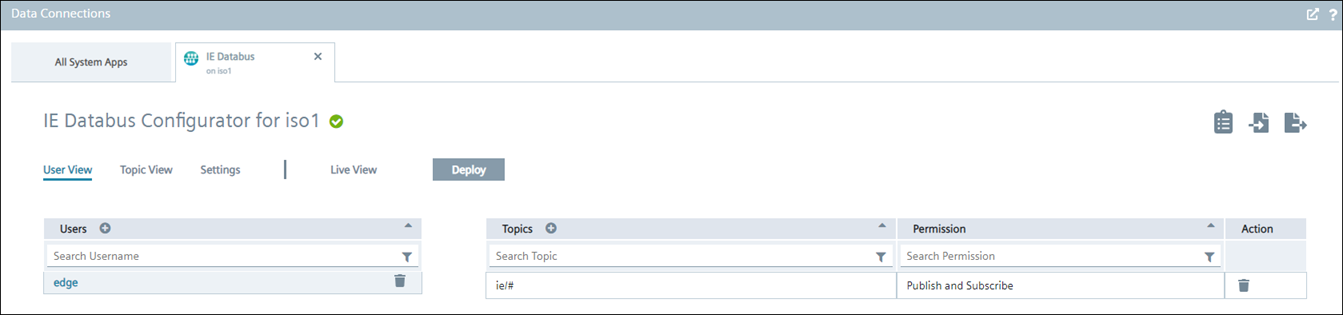 Data Connections
?
All System Apps
IE Databus
on iso1
IE Databus Configurator for iso1
User View Topic View Settings Live View Deploy
Users Topics Permission Action
Search Username Search Topic Search Permission
edge ie/# Publish and Subscribe